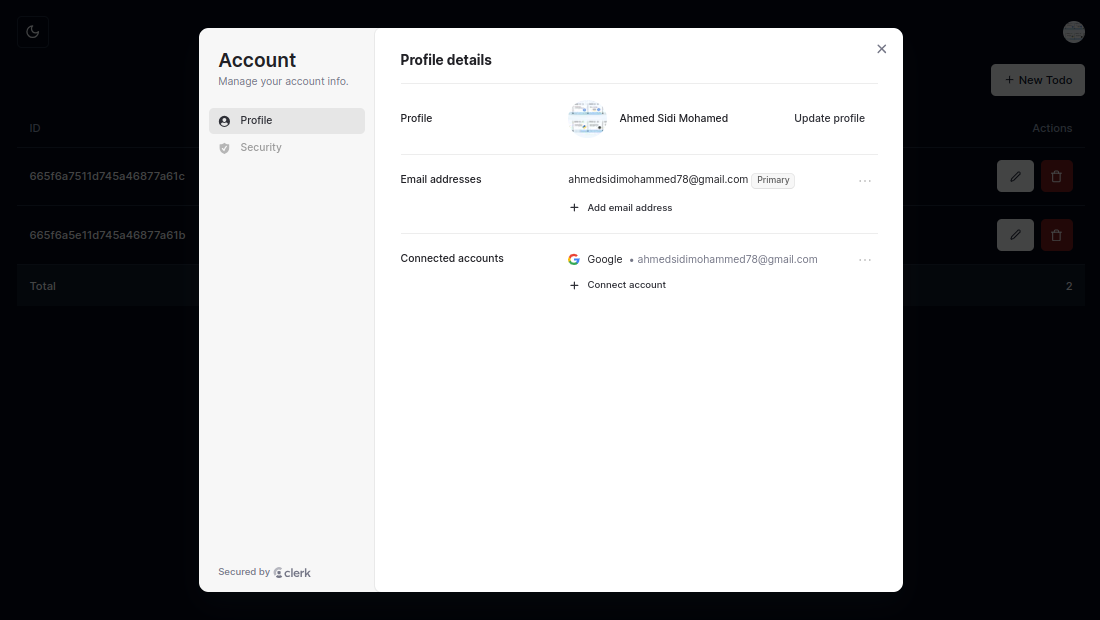 Account
Manage your account info.
Profile
Security
Secured by clerk
Profile details
Profile
Ahmed Sidi Mohamed
Update profile
Email addresses
ahmedsidimohammed78@gmail.com Primary
+ Add email address
Connected accounts
Google • ahmedsidimohammed78@gmail.com
+ Connect account
+ New Todo
ID
Actions
665f6a7511d745a46877a61c
665f6a5e11d745a46877a61b
Total
2